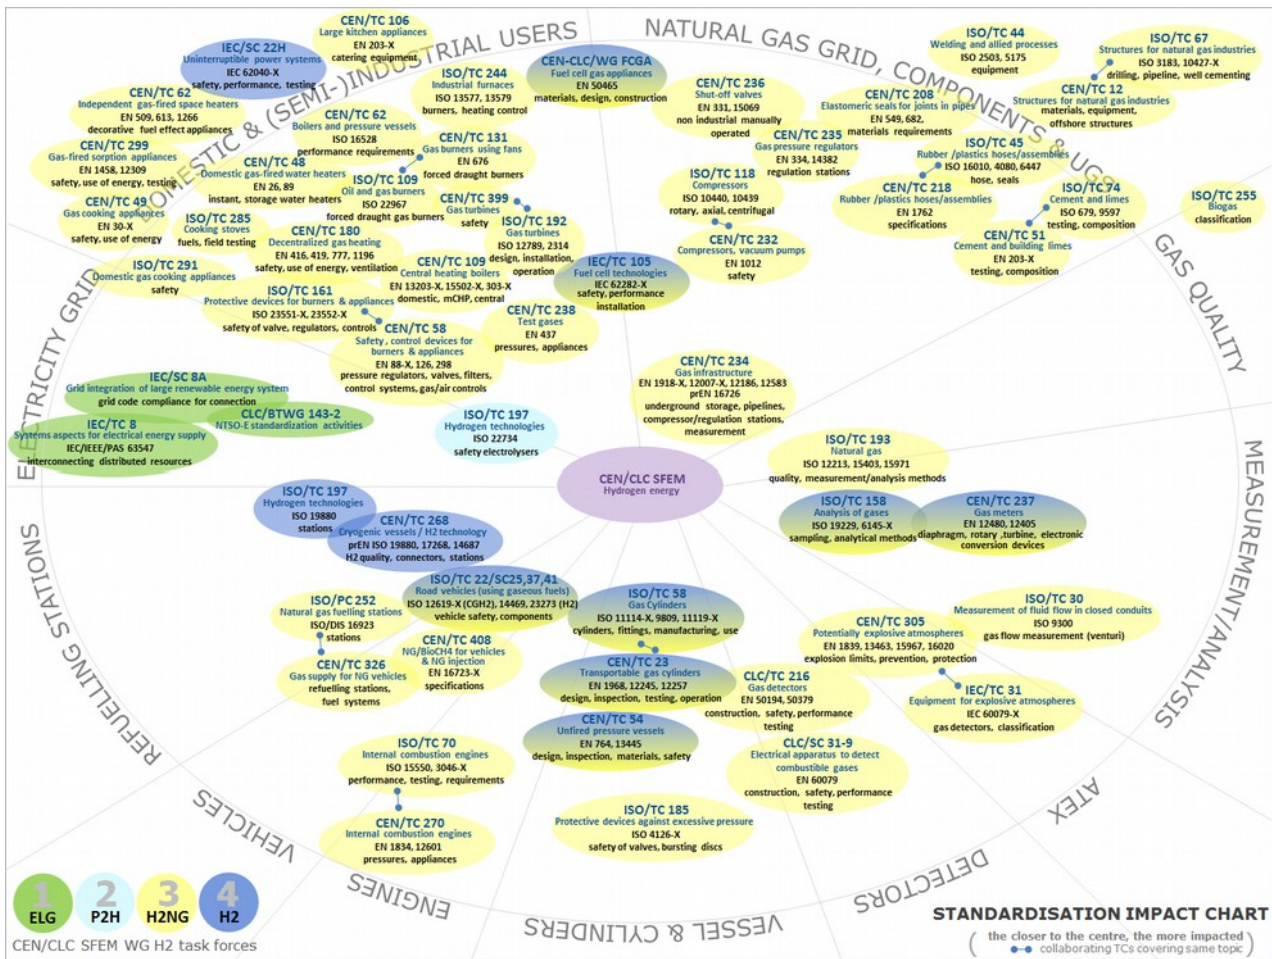 DOMESTIC & (SEMI-)INDUSTRIAL USERS
NATURAL GAS GRID, COMPONENTS & UGS
GAS QUALITY
MEASUREMENT/ANALYSIS
ATEX
DETECTORS
VESSEL & CYLINDERS
ENGINES
VEHICLES
REFUELLING STATIONS
ELECTRICITY GRID
CEN/TC 106
Large kitchen appliances
EN 203-X
catering equipment
IEC/SC 22H
Uninterruptible power systems
IEC 62040-X
safety, performance, testing
CEN/TC 62
Independent gas-fired space heaters
EN 509, 613, 1266
decorative fuel effect appliances
ISO/TC 244
Industrial furnaces
ISO 13577, 13579
burners, heating control
CEN-CLC/WG FCGA
Fuel cell gas appliances
EN 50465
materials, design, construction
CEN/TC 62
Boilers and pressure vessels
ISO 16528
performance requirements
CEN/TC 131
Gas burners using fans
EN 676
forced draught burners
CEN/TC 299
Gas-fired sorption appliances
EN 1458, 12309
safety, use of energy, testing
CEN/TC 48
Domestic gas-fired water heaters
EN 26, 89
instant, storage water heaters
ISO/TC 109
Oil and gas burners
ISO 22967
forced draught gas burners
CEN/TC 399
Gas turbines
safety
ISO/TC 192
Gas turbines
ISO 12789, 2314
design, installation,
operation
CEN/TC 49
Gas cooking appliances
EN 30-X
safety, use of energy
ISO/TC 285
Cooking stoves
fuels, field testing
CEN/TC 180
Decentralized gas heating
EN 416, 419, 777, 1196
safety, use of energy, ventilation
CEN/TC 109
Central heating boilers
EN 13203-X, 15502-X, 303-X
domestic, mCHP, central
IEC/TC 105
Fuel cell technologies
IEC 62282-X
safety, performance
installation
ISO/TC 291
Domestic gas cooking appliances
safety
ISO/TC 161
Protective devices for burners & appliances
ISO 23551-X, 23552-X
safety of valve, regulators, controls
CEN/TC 58
Safety , control devices for
burners & appliances
EN 88-X, 126, 298
pressure regulators, valves, filters,
control systems, gas/air controls
CEN/TC 238
Test gases
EN 437
pressures, appliances
ISO/TC 44
Welding and allied processes
ISO 2503, 5175
equipment
ISO/TC 67
Structures for natural gas industries
ISO 3183, 10427-X
drilling, pipeline, well cementing
CEN/TC 12
Structures for natural gas industries
materials, equipment,
offshore structures
CEN/TC 236
Shut-off valves
EN 331, 15069
non industrial manually
operated
CEN/TC 208
Elastomeric seals for joints in pipes
EN 549, 682,
materials requirements
CEN/TC 235
Gas pressure regulators
EN 334, 14382
regulation stations
ISO/TC 45
Rubber /plastics hoses/assemblies
ISO 16010, 4080, 6447
hose, seals
ISO/TC 118
Compressors
ISO 10440, 10439
rotary, axial, centrifugal
CEN/TC 218
Rubber /plastics hoses/assemblies
EN 1762
specifications
ISO/TC 74
Cement and limes
ISO 679, 9597
testing, composition
CEN/TC 232
Compressors, vacuum pumps
EN 1012
safety
CEN/TC 51
Cement and building limes
EN 203-X
testing, composition
ISO/TC 255
Biogas
classification
CEN/TC 234
Gas infrastructure
EN 1918-X, 12007-X, 12186, 12583
prEN 16726
underground storage, pipelines,
compressor/regulation stations,
measurement
IEC/SC 8A
Grid integration of large renewable energy system
grid code compliance for connection
CLC/BTWG 143-2
NTSO-E standardization activities
IEC/TC 8
Systems aspects for electrical energy supply
IEC/IEEE/PAS 63547
interconnecting distributed resources
ISO/TC 197
Hydrogen technologies
ISO 22734
safety electrolysers
CEN/CLC SFEM
Hydrogen energy
ISO/TC 193
Natural gas
ISO 12213, 15403, 15971
quality, measurement/analysis methods
ISO/TC 158
Analysis of gases
ISO 19229, 6145-X
sampling, analytical methods
CEN/TC 237
Gas meters
EN 12480, 12405
diaphragm, rotary ,turbine, electronic
conversion devices
ISO/TC 197
Hydrogen technologies
ISO 19880
stations
CEN/TC 268
Cryogenic vessels / H2 technology
prEN ISO 19880, 17268, 14687
H2 quality, connectors, stations
ISO/TC 22/SC25,37,41
Road vehicles (using gaseous fuels)
ISO 12619-X (CGH2), 14469, 23273 (H2)
vehicle safety, components
ISO/PC 252
Natural gas fuelling stations
ISO/DIS 16923
stations
CEN/TC 326
Gas supply for NG vehicles
refuelling stations,
fuel systems
CEN/TC 408
NG/BioCH4 for vehicles
& NG injection
EN 16723-X
specifications
ISO/TC 58
Gas Cylinders
ISO 11114-X, 9809, 11119-X
cylinders, fittings, manufacturing, use
CEN/TC 23
Transportable gas cylinders
EN 1968, 12245, 12257
design, inspection, testing, operation
CEN/TC 54
Unfired pressure vessels
EN 764, 13445
design, inspection, materials, safety
ISO/TC 185
Protective devices against excessive pressure
ISO 4126-X
safety of valves, bursting discs
CLC/TC 216
Gas detectors
EN 50194, 50379
construction, safety, performance
testing
CLC/SC 31-9
Electrical apparatus to detect
combustible gases
EN 60079
construction, safety, performance
testing
CEN/TC 305
Potentially explosive atmospheres
EN 1839, 13463, 15967, 16020
explosion limits, prevention, protection
ISO/TC 30
Measurement of fluid flow in closed conduits
ISO 9300
gas flow measurement (venturi)
IEC/TC 31
Equipment for explosive atmospheres
IEC 60079-X
gas detectors, classification
ISO/TC 70
Internal combustion engines
ISO 15550, 3046-X
performance, testing, requirements
CEN/TC 270
Internal combustion engines
EN 1834, 12601
pressures, appliances
1 ELG
2 P2H
3 H2NG
4 H2
CEN/CLC SFEM WG H2 task forces
STANDARDISATION IMPACT CHART
( the closer to the centre, the more impacted
collaborating TCs covering same topic )